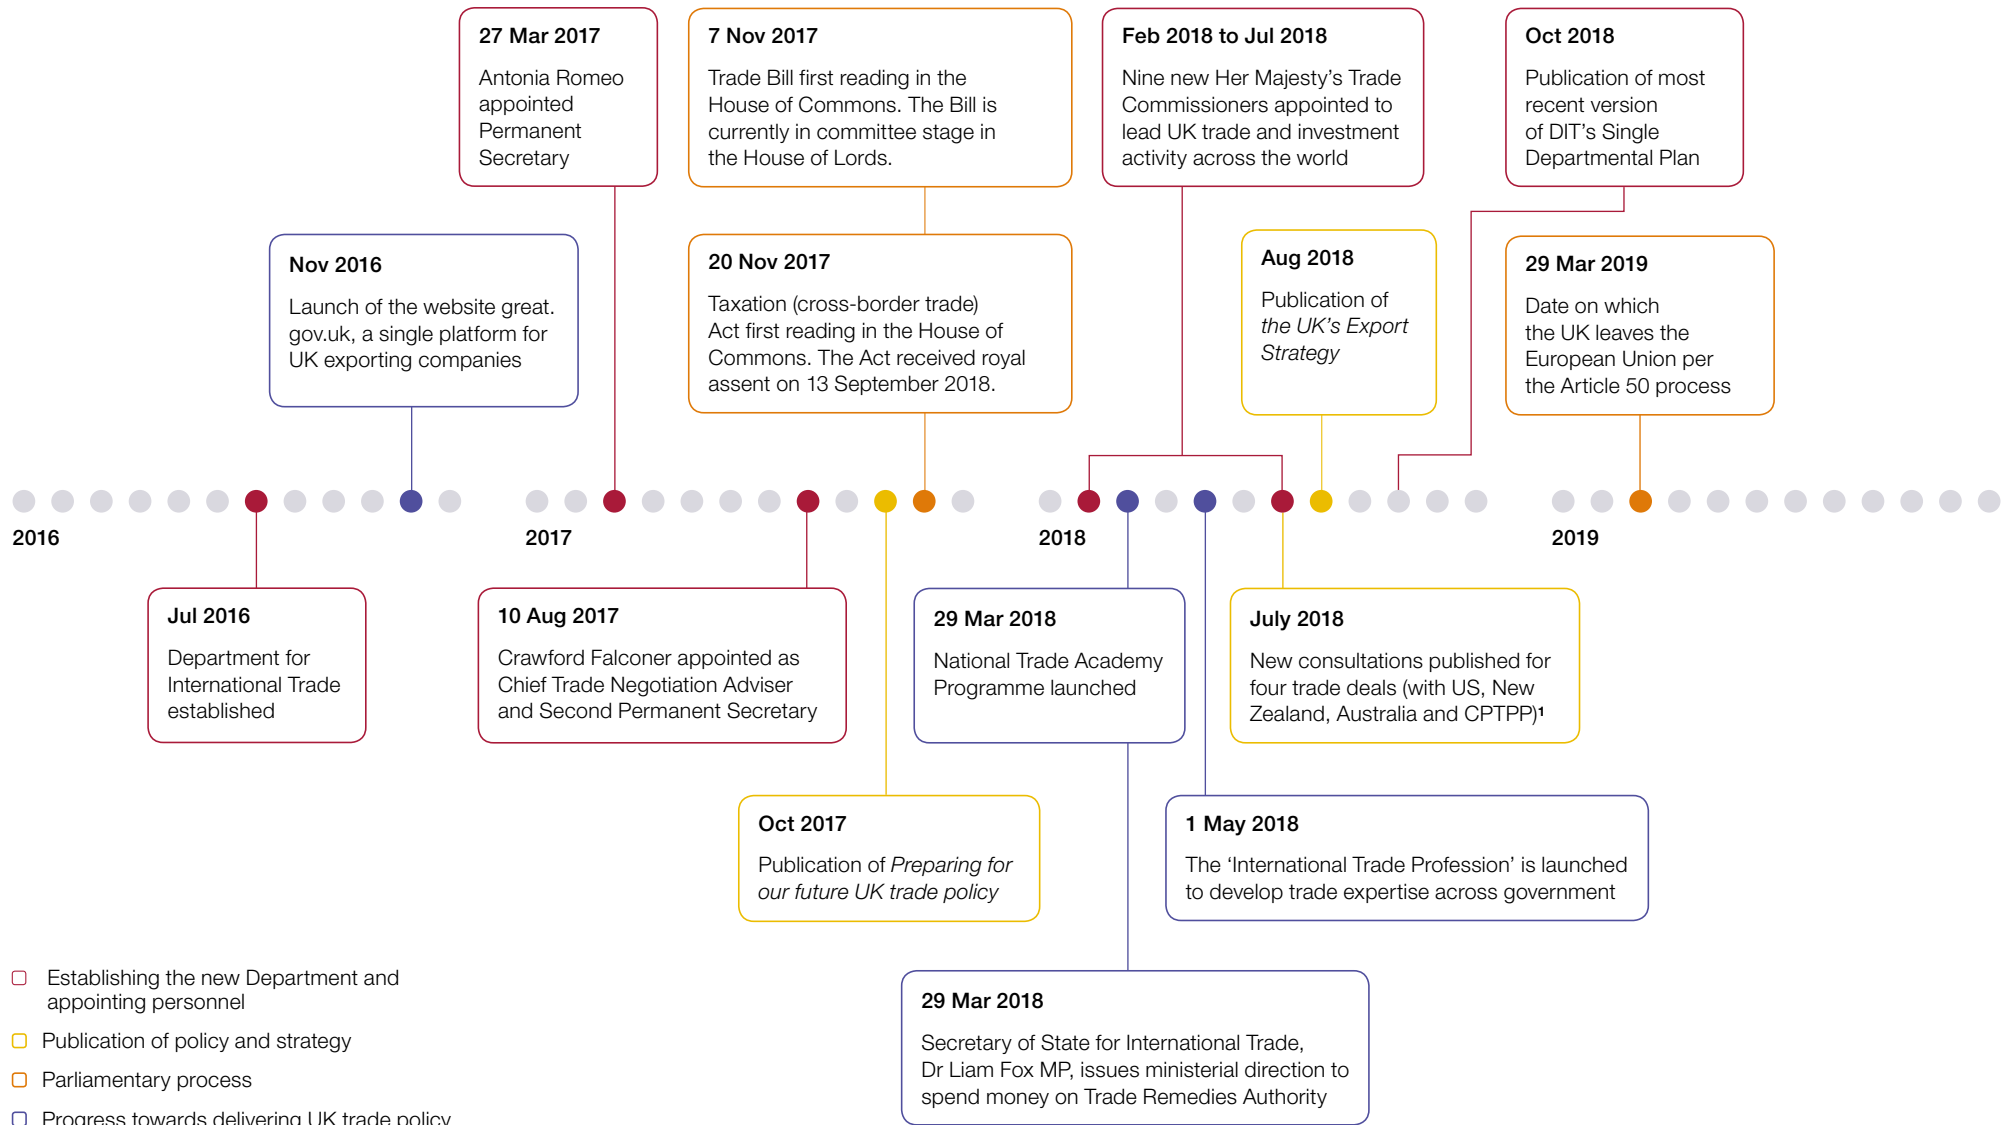 27 Mar 2017
Antonia Romeo
appointed
Permanent
Secretary
7 Nov 2017
Trade Bill first reading in the
House of Commons. The Bill is
currently in committee stage in
the House of Lords.
Feb 2018 to Jul 2018
Nine new Her Majesty’s Trade
Commissioners appointed to
lead UK trade and investment
activity across the world
Oct 2018
Publication of most
recent version
of DIT’s Single
Departmental Plan
Nov 2016
Launch of the website great.
gov.uk, a single platform for
UK exporting companies
20 Nov 2017
Taxation (cross-border trade)
Act first reading in the House of
Commons. The Act received royal
assent on 13 September 2018.
Aug 2018
Publication of
the UK’s Export
Strategy
29 Mar 2019
Date on which
the UK leaves the
European Union per
the Article 50 process
2016
2017
2018
2019
Jul 2016
Department for
International Trade
established
10 Aug 2017
Crawford Falconer appointed as
Chief Trade Negotiation Adviser
and Second Permanent Secretary
29 Mar 2018
National Trade Academy
Programme launched
July 2018
New consultations published for
four trade deals (with US, New
Zealand, Australia and CPTPP)¹
Oct 2017
Publication of Preparing for
our future UK trade policy
1 May 2018
The ‘International Trade Profession’ is launched
to develop trade expertise across government
29 Mar 2018
Secretary of State for International Trade,
Dr Liam Fox MP, issues ministerial direction to
spend money on Trade Remedies Authority
Establishing the new Department and
appointing personnel
Publication of policy and strategy
Parliamentary process
Progress towards delivering UK trade policy